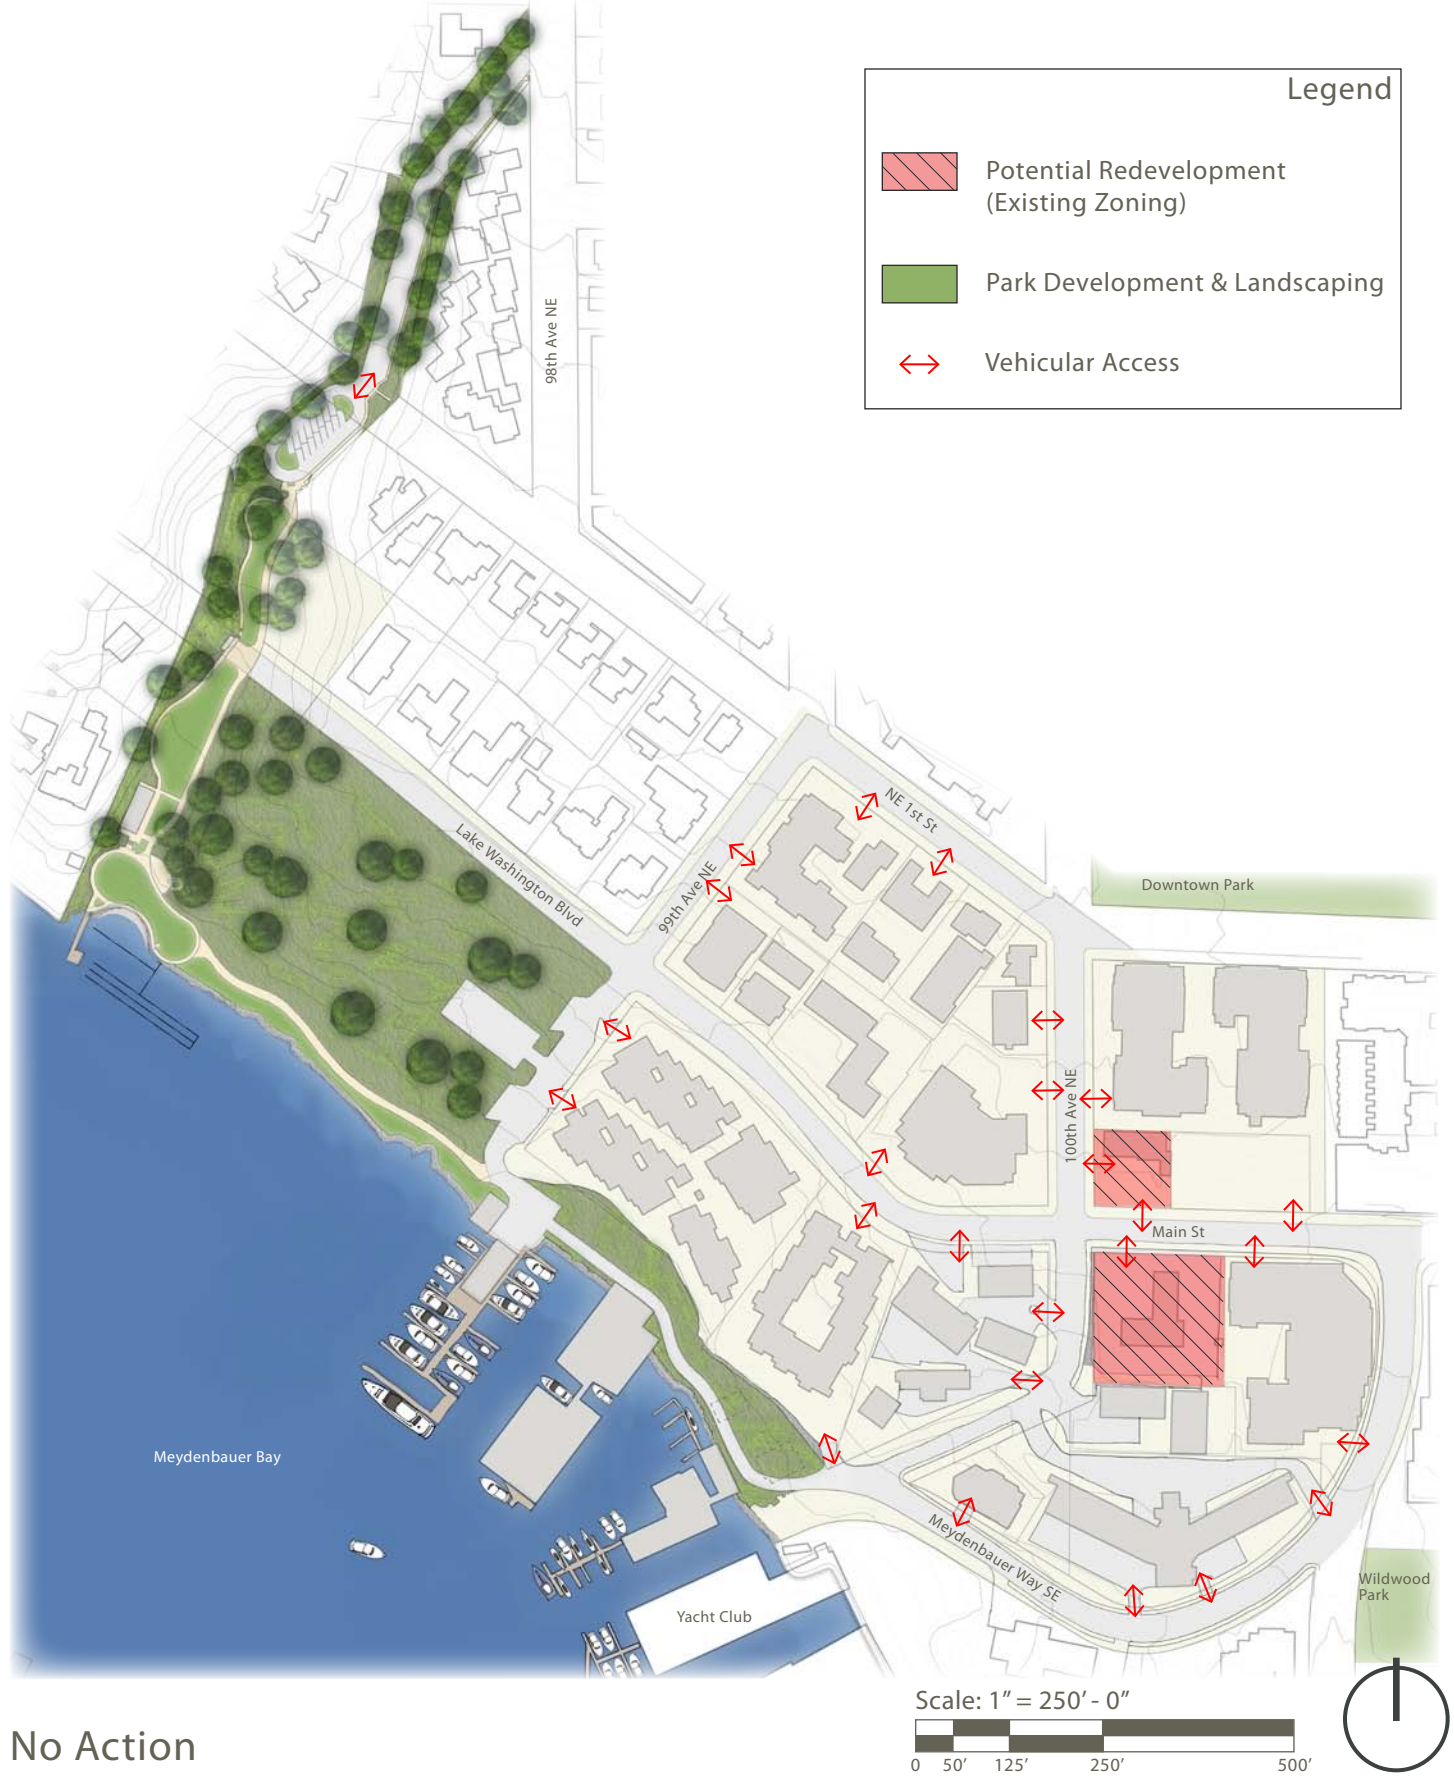 Legend
Potential Redevelopment
(Existing Zoning)
Park Development & Landscaping
Vehicular Access
98th Ave NE
NE 1st St
Lake Washington Blvd
99th Ave NE
Downtown Park
100th Ave NE
Main St
Meydenbauer Bay
Meydenbauer Way SE
Wildwood
Park
Yacht Club
Scale: 1” = 250’ - 0”
0 50’ 125’ 250’ 500’
No Action